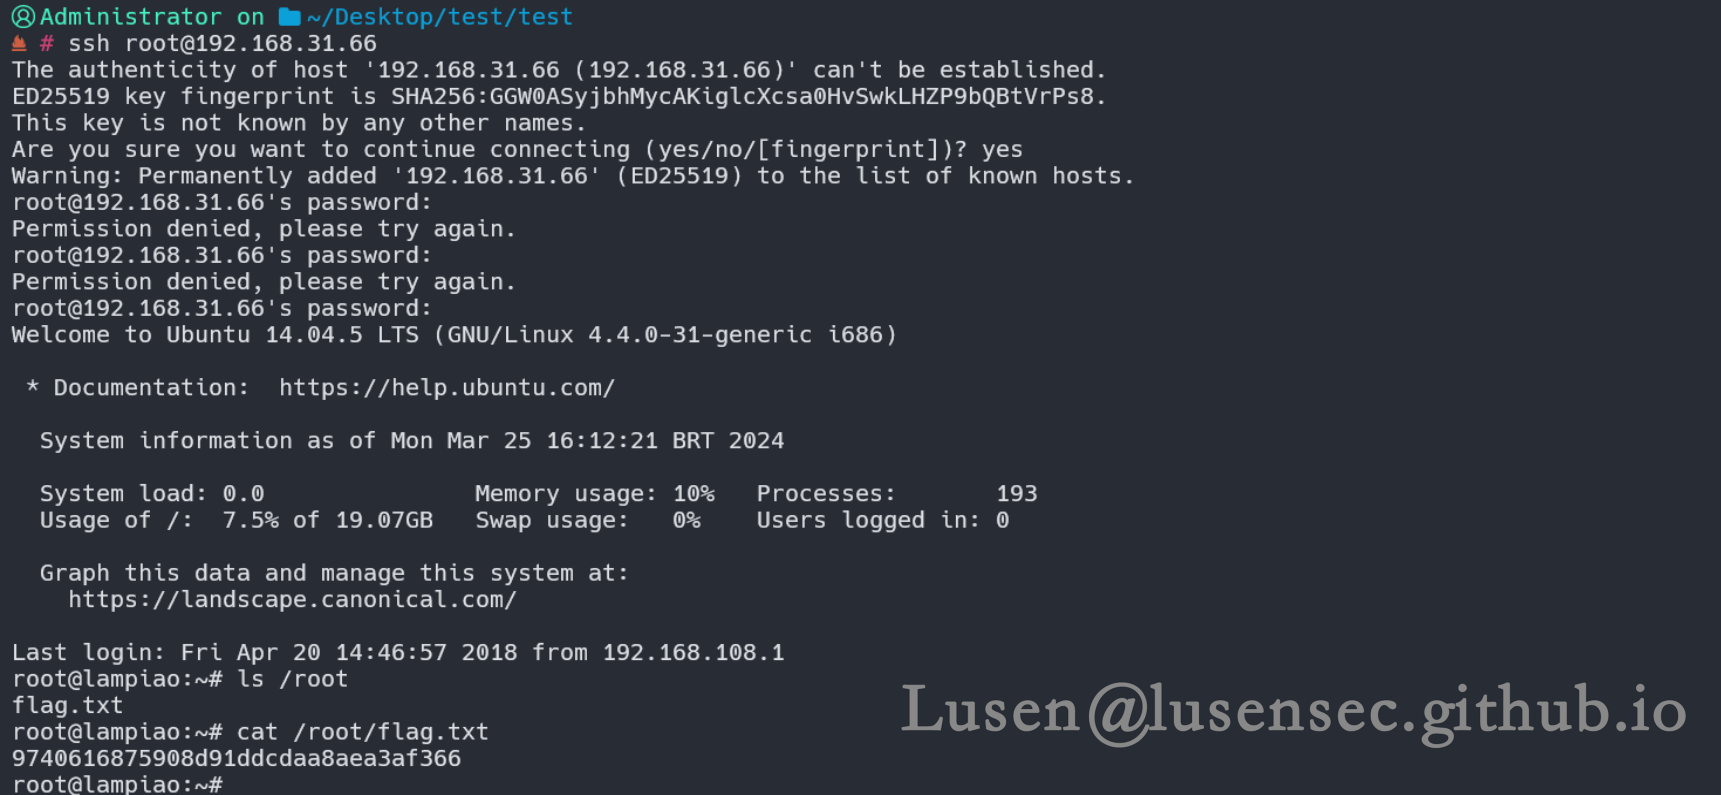 Administrator on ~/Desktop/test/test
# ssh root@192.168.31.66
The authenticity of host '192.168.31.66 (192.168.31.66)' can't be established.
ED25519 key fingerprint is SHA256:GGW0ASyjbhMycAKiglcXcsa0HvSwkLHZP9bQBtVrPs8.
This key is not known by any other names.
Are you sure you want to continue connecting (yes/no/[fingerprint])? yes
Warning: Permanently added '192.168.31.66' (ED25519) to the list of known hosts.
root@192.168.31.66's password:
Permission denied, please try again.
root@192.168.31.66's password:
Permission denied, please try again.
root@192.168.31.66's password:
Welcome to Ubuntu 14.04.5 LTS (GNU/Linux 4.4.0-31-generic i686)
* Documentation:  https://help.ubuntu.com/
System information as of Mon Mar 25 16:12:21 BRT 2024
System load: 0.0               Memory usage: 10%   Processes:       193
Usage of /:  7.5% of 19.07GB   Swap usage:   0%    Users logged in: 0
Graph this data and manage this system at:
https://landscape.canonical.com/
Last login: Fri Apr 20 14:46:57 2018 from 192.168.108.1
root@lampiao:~# ls /root
flag.txt
root@lampiao:~# cat /root/flag.txt
9740616875908d91ddcdaa8aea3af366
root@lampiao:~#
Lusen@lusensec.github.io